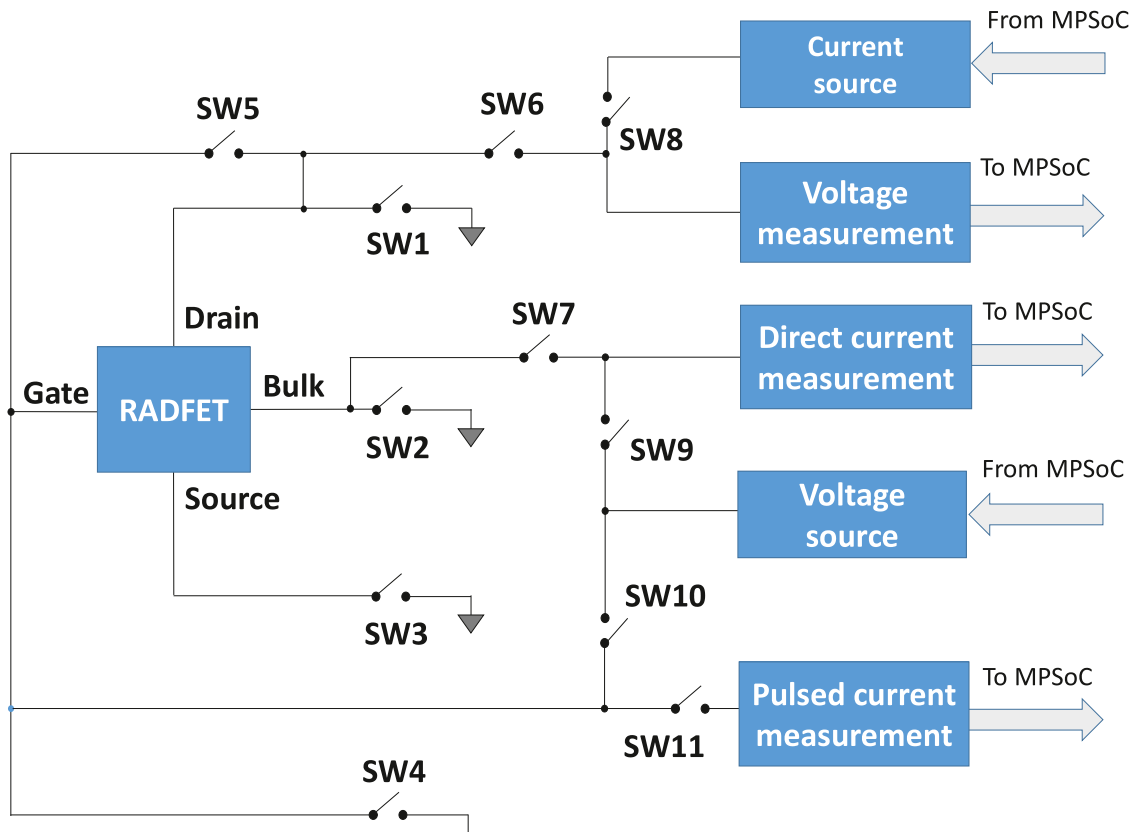 From MPSoC
Current
source
SW5
SW6
SW8
To MPSoC
Voltage
measurement
SW1
Drain
SW7
To MPSoC
Direct current
measurement
Gate
RADFET
Bulk
SW2
SW9
From MPSoC
Source
Voltage
source
SW10
SW3
To MPSoC
Pulsed current
measurement
SW11
SW4